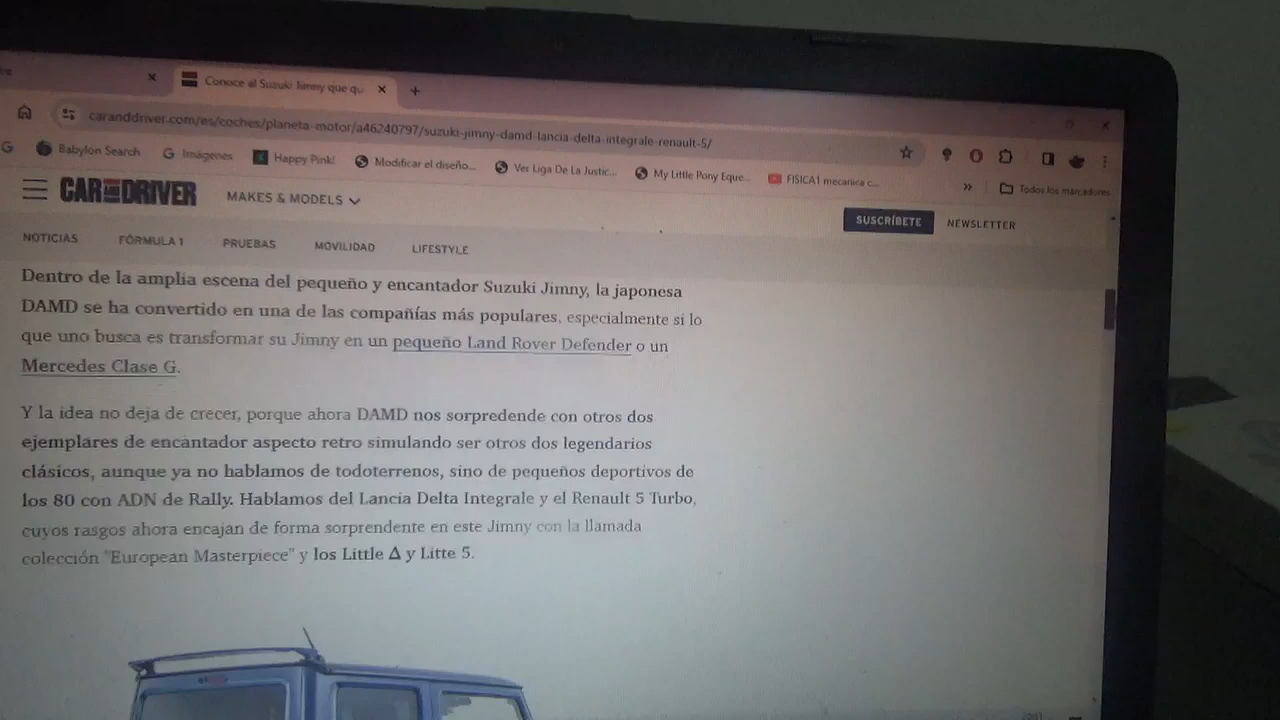 Conoce al Suzuki Jimny que qu
caranddriver.com/es/coches/planeta-motor/a46240797/suzuki-jimny-damd-lancia-delta-integrale-renault-5/
G Babylon Search G Imágenes Happy Pink! Modificar el diseño... Ver Liga De La Justic... My Little Pony Eque... FISICA1 mecanica c... » Todos los marcadores
CAR AND DRIVER MAKES & MODELS SUSCRÍBETE NEWSLETTER
NOTICIAS FÓRMULA 1 PRUEBAS MOVILIDAD LIFESTYLE
Dentro de la amplia escena del pequeño y encantador Suzuki Jimny, la japonesa
DAMD se ha convertido en una de las compañías más populares, especialmente si lo
que uno busca es transformar su Jimny en un pequeño Land Rover Defender o un
Mercedes Clase G.
Y la idea no deja de crecer, porque ahora DAMD nos sorpredende con otros dos
ejemplares de encantador aspecto retro simulando ser otros dos legendarios
clásicos, aunque ya no hablamos de todoterrenos, sino de pequeños deportivos de
los 80 con ADN de Rally. Hablamos del Lancia Delta Integrale y el Renault 5 Turbo,
cuyos rasgos ahora encajan de forma sorprendente en este Jimny con la llamada
colección "European Masterpiece" y los Little Δ y Litte 5.